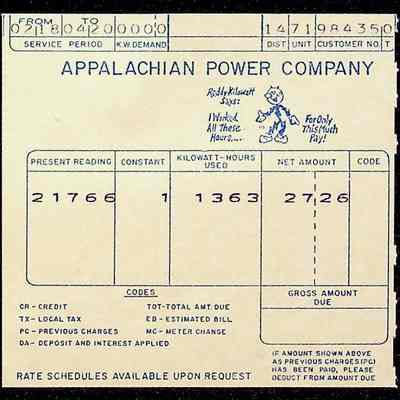 FROM TO
0218 0420 0000 1471 984350
SERVICE PERIOD K.W. DEMAND DIST UNIT CUSTOMER NO. T
APPALACHIAN POWER COMPANY
Reddy Kilowatt
Says:
I Worked For Only
All These This Much
Hours.... Pay!
PRESENT READING CONSTANT KILOWATT-HOURS USED NET AMOUNT CODE
21766 1 1363 27 26
CODES
CR - CREDIT TOT-TOTAL AMT DUE
TX - LOCAL TAX EB - ESTIMATED BILL
PC - PREVIOUS CHARGES MC - METER CHANGE
DA - DEPOSIT AND INTEREST APPLIED
GROSS AMOUNT
DUE
IF AMOUNT SHOWN ABOVE
AS PREVIOUS CHARGES (PC)
HAS BEEN PAID, PLEASE
DEDUCT FROM AMOUNT DUE
RATE SCHEDULES AVAILABLE UPON REQUEST